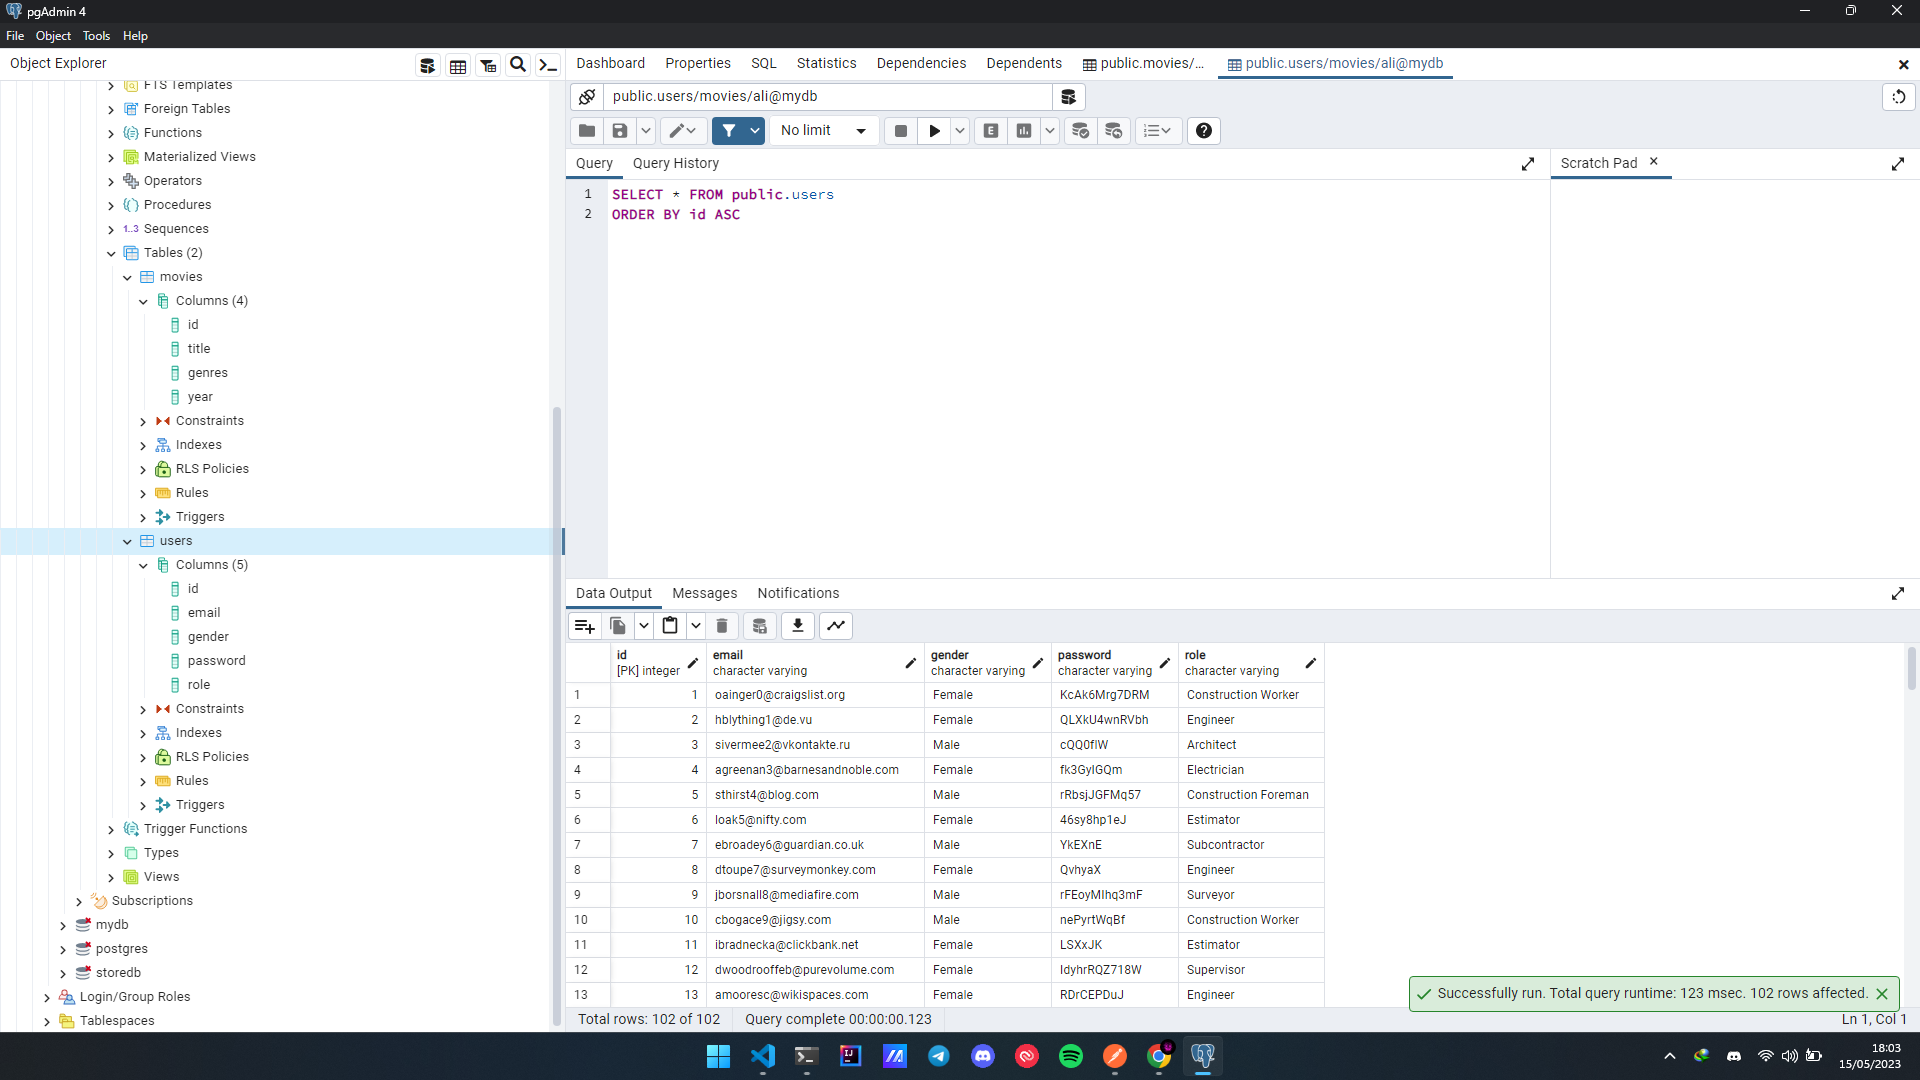 pgAdmin 4
File Object Tools Help
Object Explorer
FTS Templates
Foreign Tables
Functions
Materialized Views
Operators
Procedures
1..3 Sequences
Tables (2)
movies
Columns (4)
id
title
genres
year
Constraints
Indexes
RLS Policies
Rules
Triggers
users
Columns (5)
id
email
gender
password
role
Constraints
Indexes
RLS Policies
Rules
Triggers
Trigger Functions
Types
Views
Subscriptions
mydb
postgres
storedb
Login/Group Roles
Tablespaces
Dashboard Properties SQL Statistics Dependencies Dependents public.movies/... public.users/movies/ali@mydb
public.users/movies/ali@mydb
No limit
E
Query Query History
Scratch Pad
1 SELECT * FROM public.users
2 ORDER BY id ASC
Data Output Messages Notifications
id email gender password role
[PK] integer character varying character varying character varying character varying
1 1 oainger0@craigslist.org Female KcAk6Mrg7DRM Construction Worker
2 2 hblything1@de.vu Female QLXkU4wnRVbh Engineer
3 3 sivermee2@vkontakte.ru Male cQQ0flW Architect
4 4 agreenan3@barnesandnoble.com Female fk3GyIGQm Electrician
5 5 sthirst4@blog.com Male rRbsjJGFMq57 Construction Foreman
6 6 loak5@nifty.com Female 46sy8hp1eJ Estimator
7 7 ebroadey6@guardian.co.uk Male YkEXnE Subcontractor
8 8 dtoupe7@surveymonkey.com Female QvhyaX Engineer
9 9 jborsnall8@mediafire.com Male rFEoyMIhq3mF Surveyor
10 10 cbogace9@jigsy.com Male nePyrtWqBf Construction Worker
11 11 ibradnecka@clickbank.net Female LSXxJK Estimator
12 12 dwoodrooffeb@purevolume.com Female IdyhrRQZ718W Supervisor
13 13 amooresc@wikispaces.com Female RDrCEPDuJ Engineer
Successfully run. Total query runtime: 123 msec. 102 rows affected.
Total rows: 102 of 102 Query complete 00:00:00.123
Ln 1, Col 1
IJ
18:03
15/05/2023